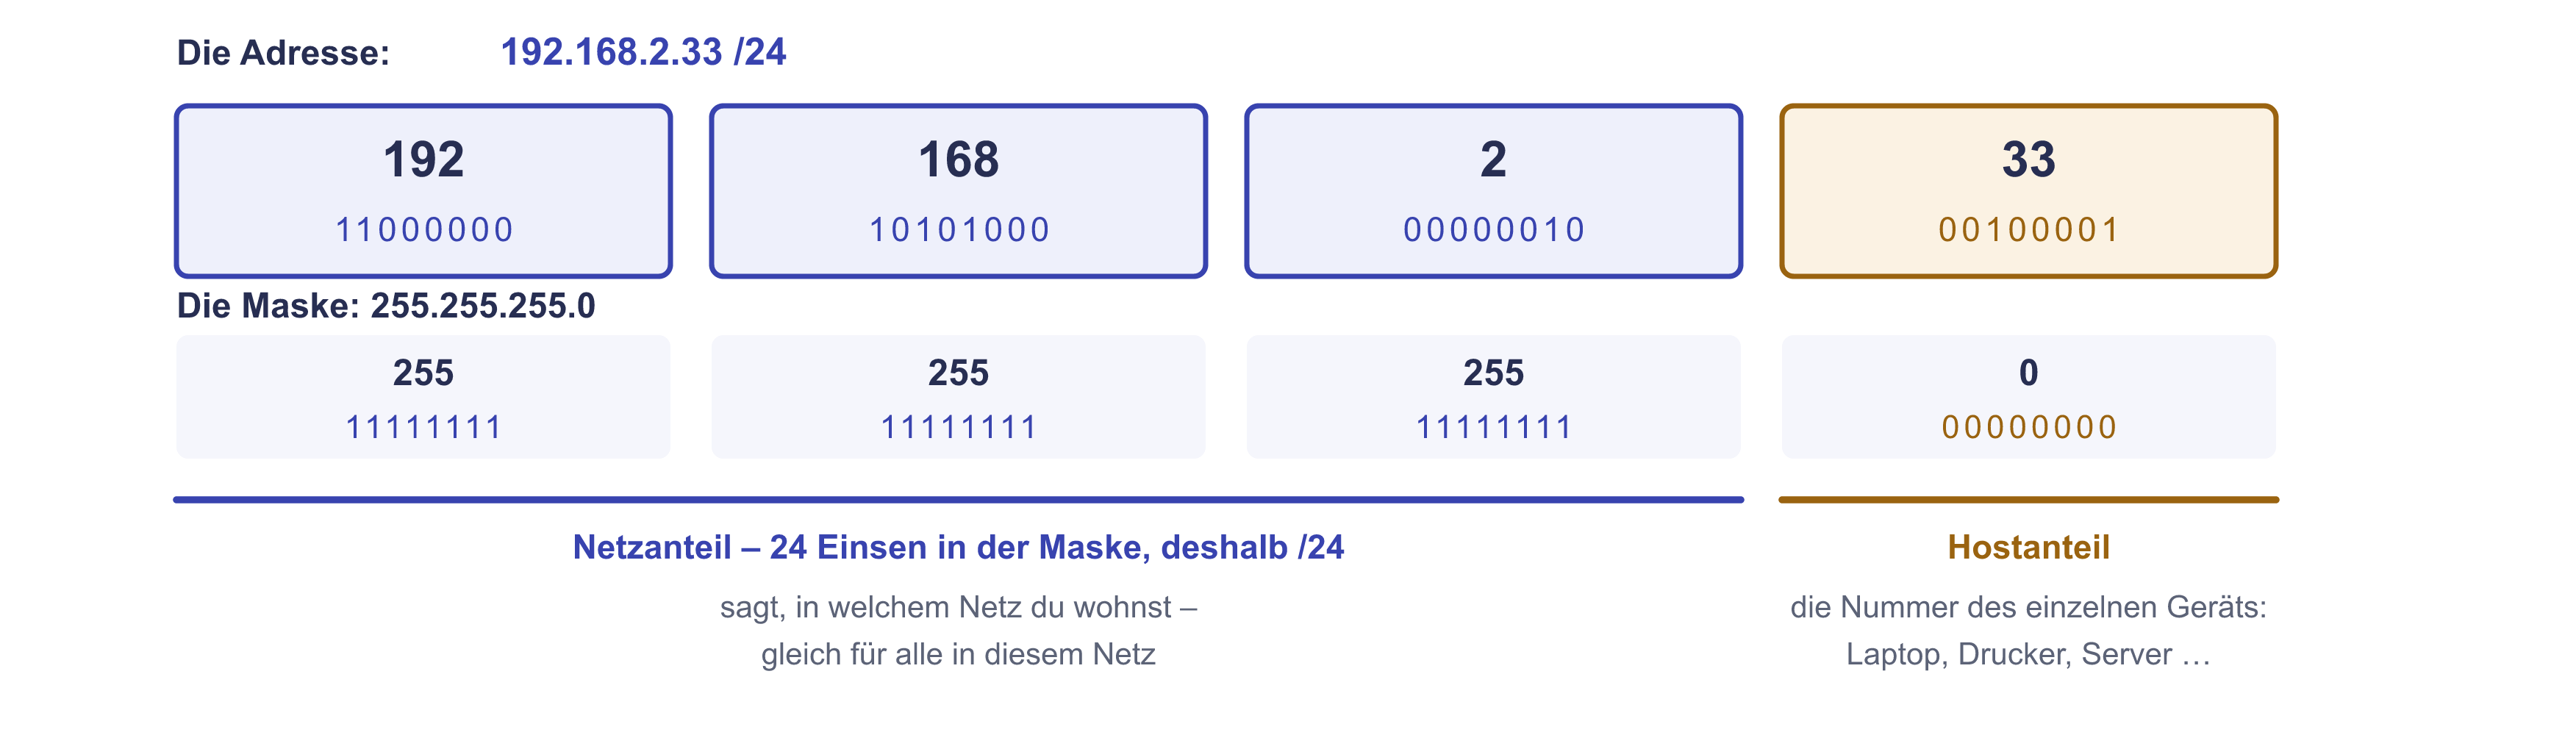 Die Adresse: 192.168.2.33 /24
192 168 2 33
11000000 10101000 00000010 00100001
Die Maske: 255.255.255.0
255 255 255 0
11111111 11111111 11111111 00000000
Netzanteil – 24 Einsen in der Maske, deshalb /24
sagt, in welchem Netz du wohnst –
gleich für alle in diesem Netz
Hostanteil
die Nummer des einzelnen Geräts:
Laptop, Drucker, Server …